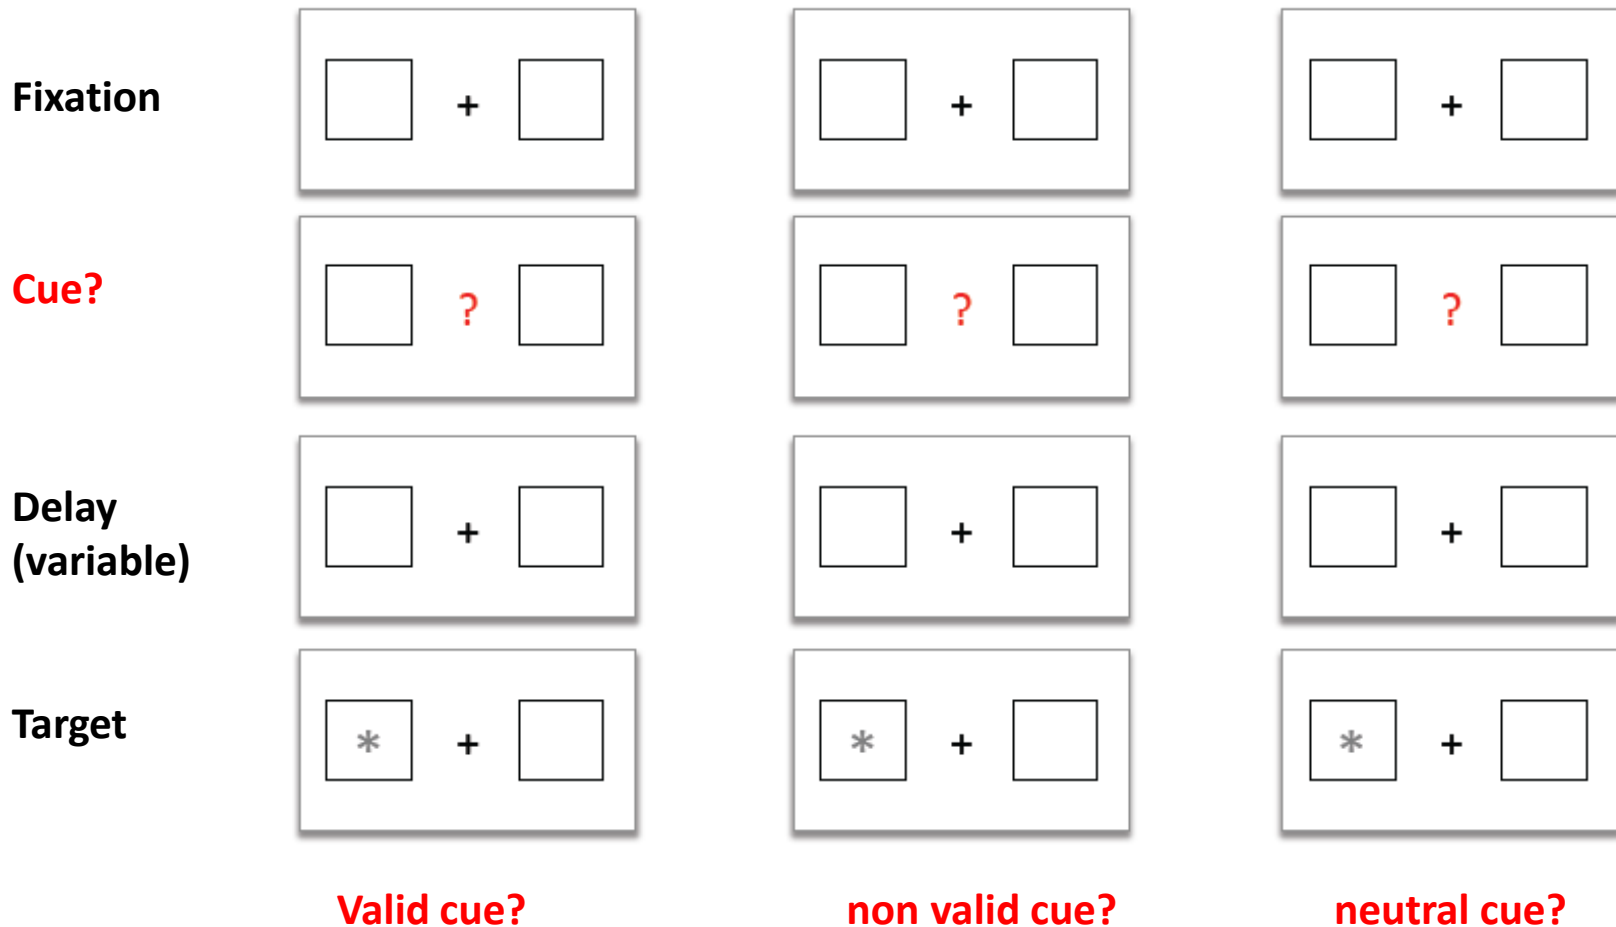 Fixation
+ + +
Cue?
? ? ?
Delay
(variable)
+ + +
Target
* + * + * +
Valid cue? non valid cue? neutral cue?